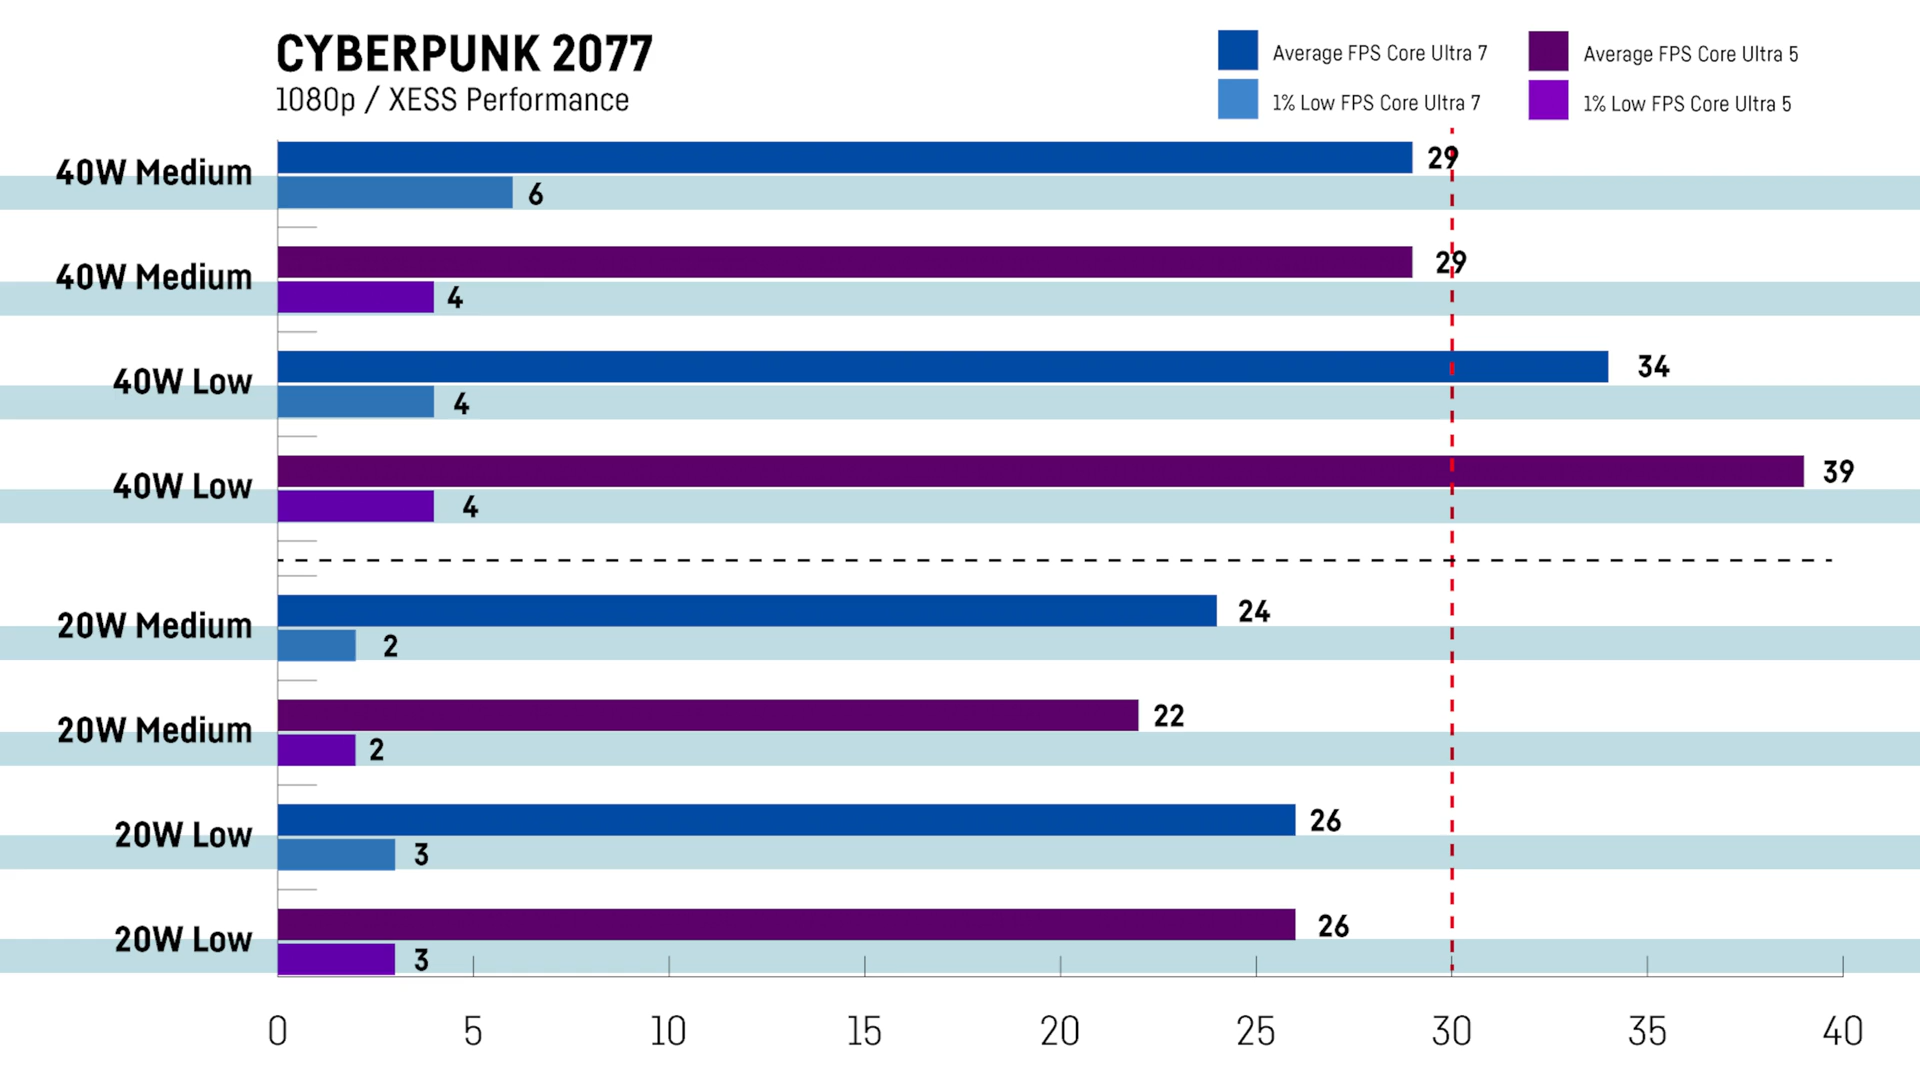 CYBERPUNK 2077
1080p / XESS Performance
Average FPS Core Ultra 7
Average FPS Core Ultra 5
1% Low FPS Core Ultra 7
1% Low FPS Core Ultra 5
40W Medium
29
6
40W Medium
29
4
40W Low
34
4
40W Low
39
4
20W Medium
24
2
20W Medium
22
2
20W Low
26
3
20W Low
26
3
0 5 10 15 20 25 30 35 40